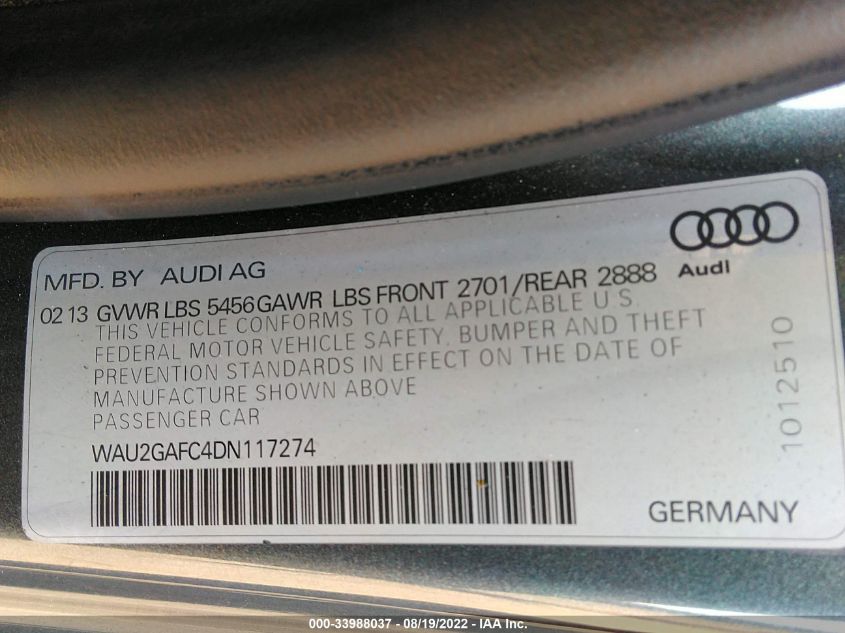 MFD. BY AUDI AG
Audi
02 13 GVWR LBS 5456 GAWR LBS FRONT 2701/REAR 2888
THIS VEHICLE CONFORMS TO ALL APPLICABLE U.S.
FEDERAL MOTOR VEHICLE SAFETY, BUMPER AND THEFT
PREVENTION STANDARDS IN EFFECT ON THE DATE OF
MANUFACTURE SHOWN ABOVE
PASSENGER CAR
WAU2GAFC4DN117274
1012510
GERMANY
000-33988037 - 08/19/2022 - IAA Inc.